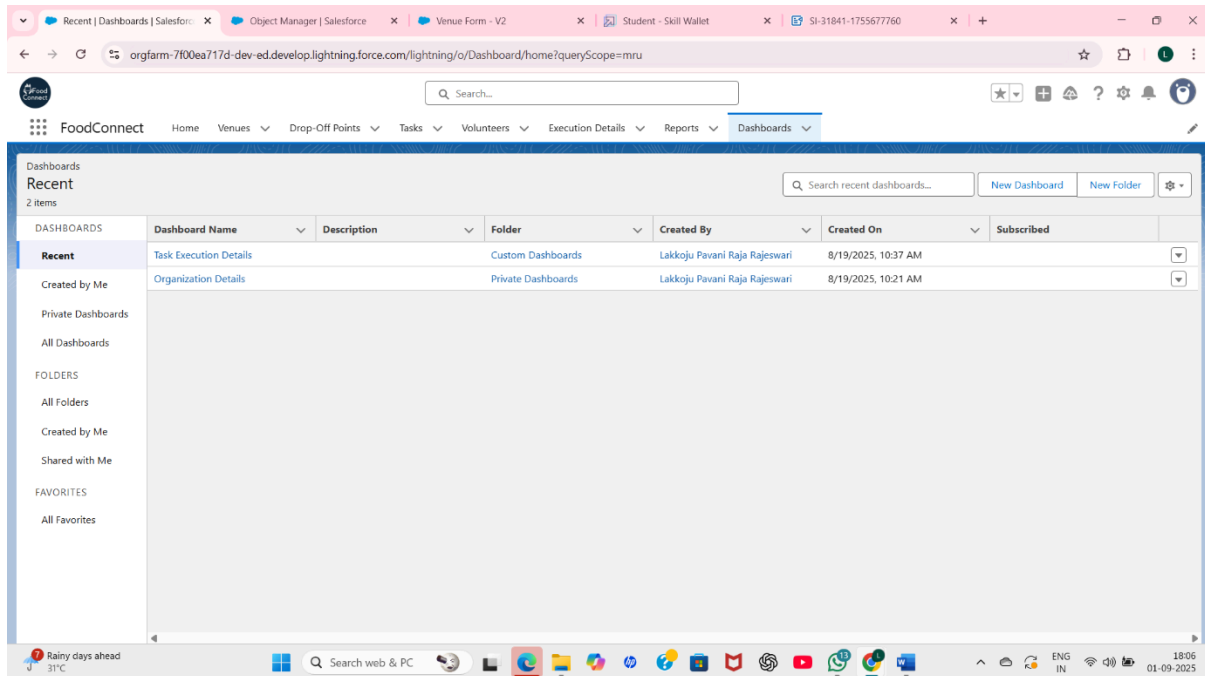 Recent | Dashboards | Salesforc
Object Manager | Salesforce
Venue Form - V2
Student - Skill Wallet
SI-31841-1755677760
orgfarm-7f00ea717d-dev-ed.develop.lightning.force.com/lightning/o/Dashboard/home?queryScope=mru
L
Food
Connect
Search...
FoodConnect Home Venues Drop-Off Points Tasks Volunteers Execution Details Reports Dashboards
Dashboards
Recent
2 items
Search recent dashboards...
New Dashboard
New Folder
DASHBOARDS
Dashboard Name Description Folder Created By Created On Subscribed
Recent
Task Execution Details Custom Dashboards Lakkoju Pavani Raja Rajeswari 8/19/2025, 10:37 AM
Created by Me
Organization Details Private Dashboards Lakkoju Pavani Raja Rajeswari 8/19/2025, 10:21 AM
Private Dashboards
All Dashboards
FOLDERS
All Folders
Created by Me
Shared with Me
FAVORITES
All Favorites
7
Rainy days ahead
31°C
Search web & PC
13
ENG
IN
18:06
01-09-2025